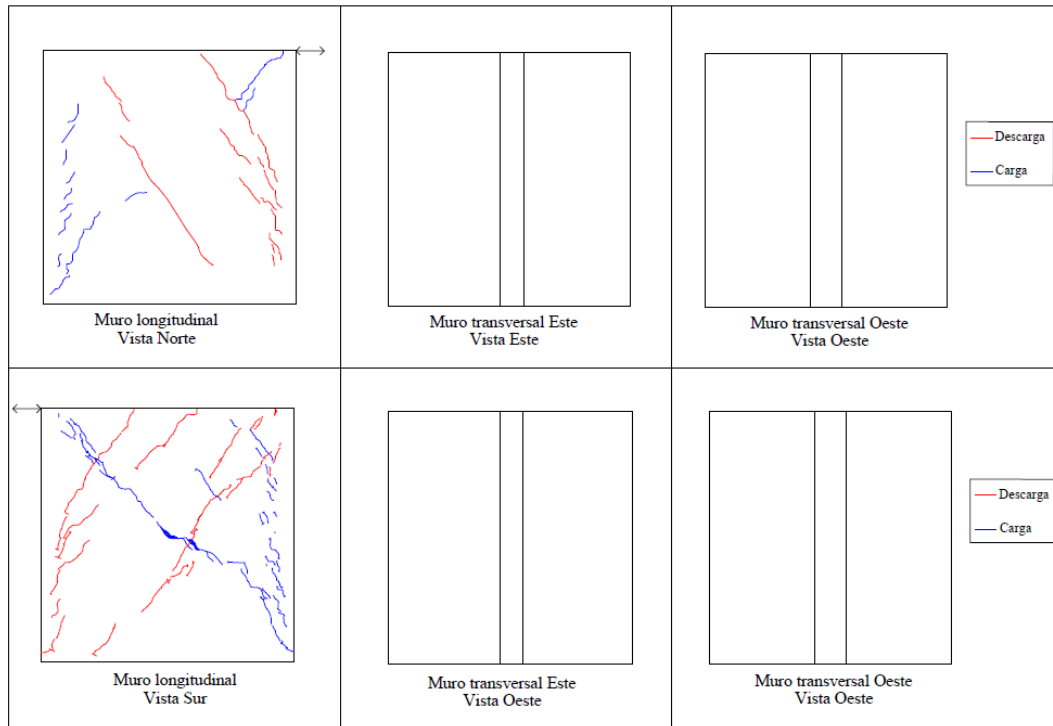 Descarga
Carga
Muro longitudinal
Vista Norte
Muro transversal Este
Vista Este
Muro transversal Oeste
Vista Oeste
Descarga
Carga
Muro longitudinal
Vista Sur
Muro transversal Este
Vista Oeste
Muro transversal Oeste
Vista Oeste